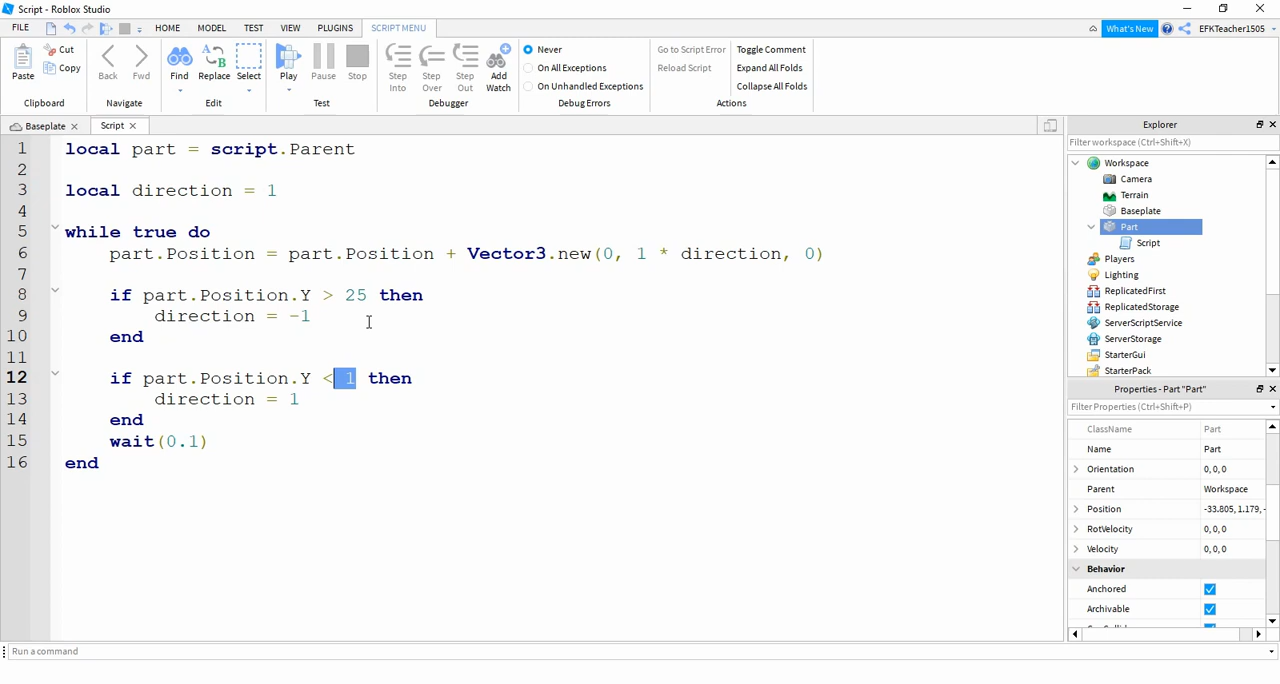 Script - Roblox Studio
FILE HOME MODEL TEST VIEW PLUGINS SCRIPT MENU What's New EFKTeacher1505
Paste Cut Copy Back Fwd Find Replace Select Play Pause Stop Step Into Step Over Step Out Add Watch Never On All Exceptions On Unhandled Exceptions Go to Script Error Reload Script Toggle Comment Expand All Folds Collapse All Folds
Clipboard Navigate Edit Test Debugger Debug Errors Actions
Baseplate Script
1 local part = script.Parent
2
3 local direction = 1
4
5 while true do
6 part.Position = part.Position + Vector3.new(0, 1 * direction, 0)
7
8 if part.Position.Y > 25 then
9 direction = -1
10 end
11
12 if part.Position.Y < 1 then
13 direction = 1
14 end
15 wait(0.1)
16 end
Explorer
Filter workspace (Ctrl+Shift+X)
Workspace
Camera
Terrain
Baseplate
Part
Script
Players
Lighting
ReplicatedFirst
ReplicatedStorage
ServerScriptService
ServerStorage
StarterGui
StarterPack
Properties - Part "Part"
Filter Properties (Ctrl+Shift+P)
ClassName Part
Name Part
Orientation 0,0,0
Parent Workspace
Position -33.805, 1.179, -
RotVelocity 0,0,0
Velocity 0,0,0
Behavior
Anchored
Archivable
Run a command